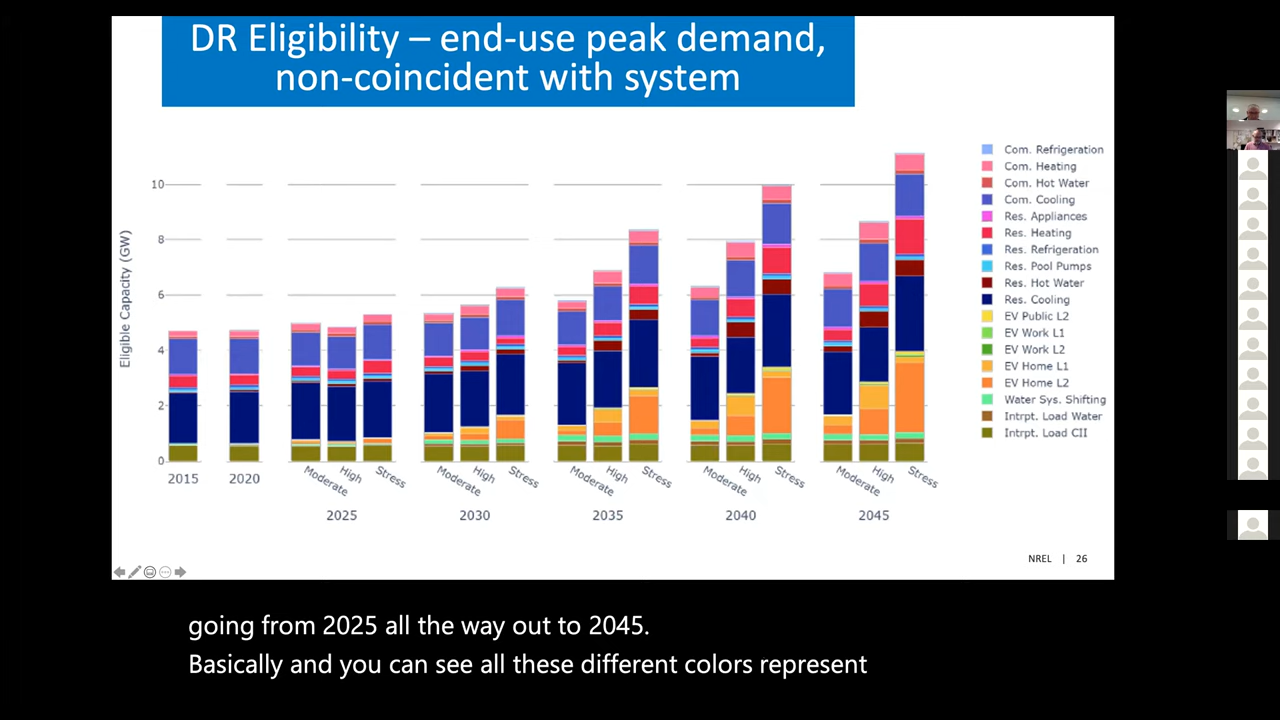 DR Eligibility – end-use peak demand,
non-coincident with system
Eligible Capacity (GW)
10
8
6
4
2
0
2015
2020
Moderate
High
Stress
2025
Moderate
High
Stress
2030
Moderate
High
Stress
2035
Moderate
High
Stress
2040
Moderate
High
Stress
2045
Com. Refrigeration
Com. Heating
Com. Hot Water
Com. Cooling
Res. Appliances
Res. Heating
Res. Refrigeration
Res. Pool Pumps
Res. Hot Water
Res. Cooling
EV Public L2
EV Work L1
EV Work L2
EV Home L1
EV Home L2
Water Sys. Shifting
Intrpt. Load Water
Intrpt. Load CII
NREL | 26
going from 2025 all the way out to 2045.
Basically and you can see all these different colors represent